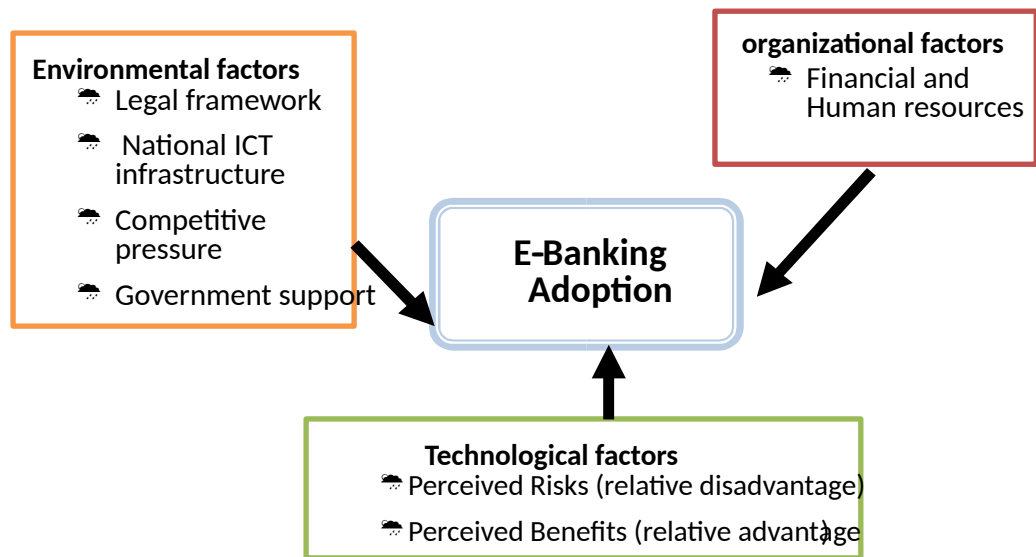 Environmental factors
Legal framework
National ICT
infrastructure
Competitive
pressure
Government support
organizational factors
Financial and
Human resources
E-Banking
Adoption
Technological factors
Perceived Risks (relative disadvantage)
Perceived Benefits (relative advantage)